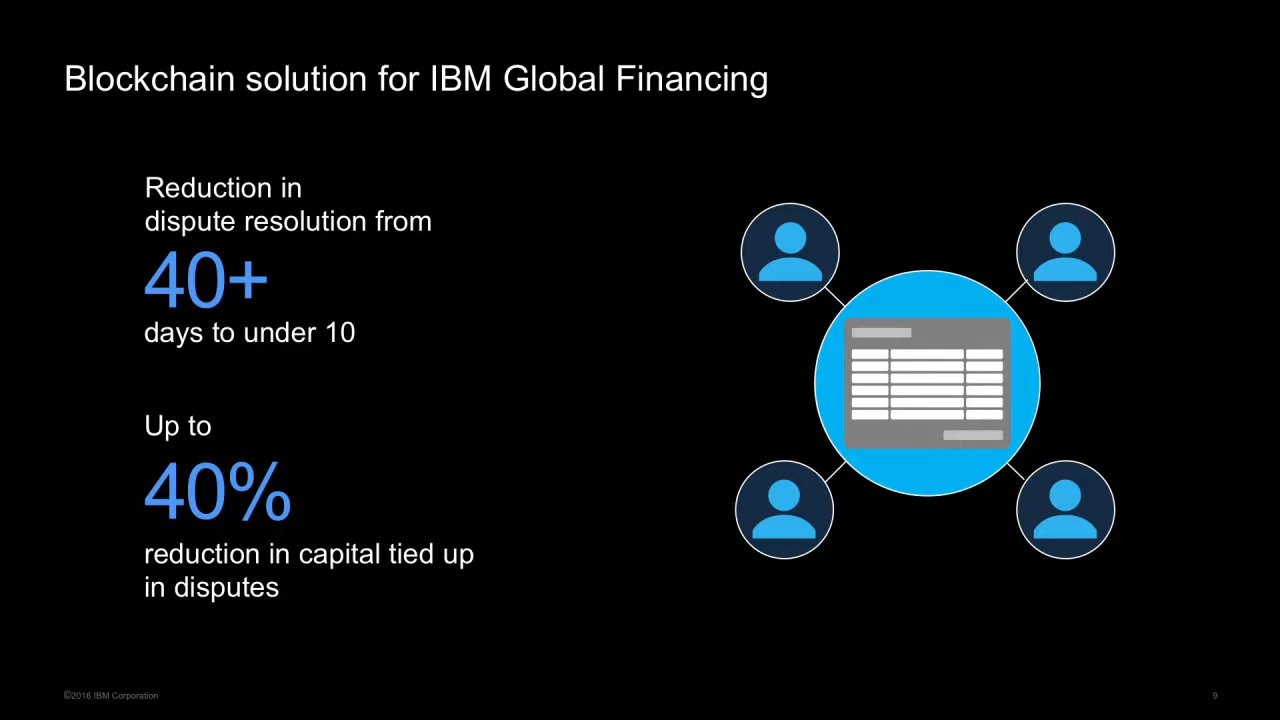 Blockchain solution for IBM Global Financing
Reduction in
dispute resolution from
40+
days to under 10
Up to
40%
reduction in capital tied up
in disputes
©2016 IBM Corporation
9